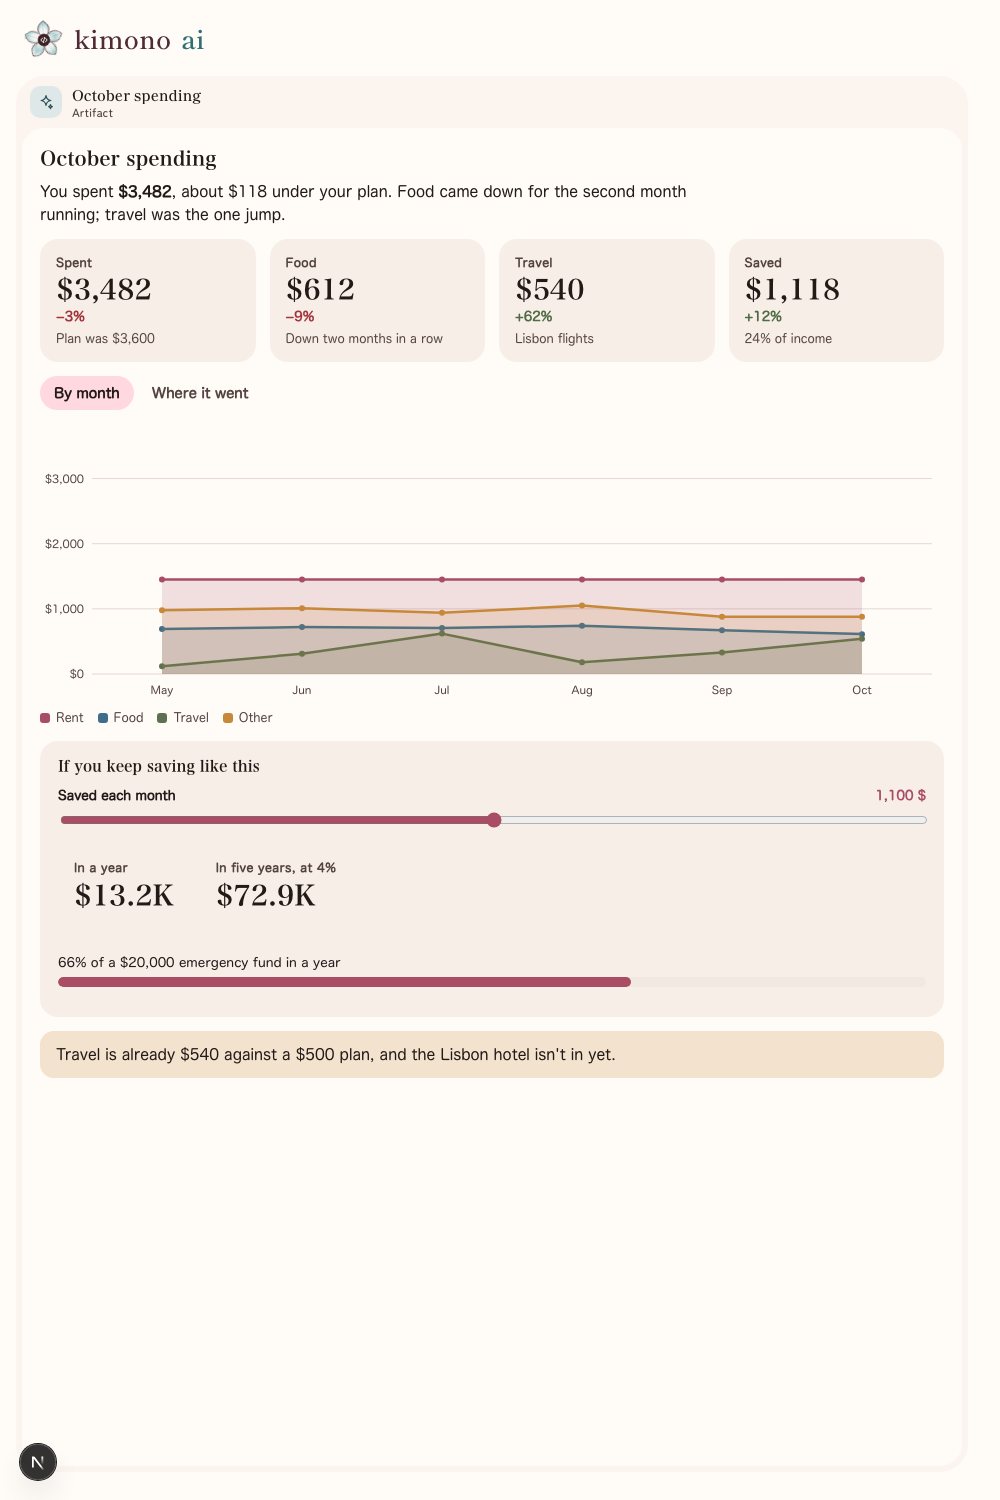 kimono ai
October spending
Artifact
October spending
You spent $3,482, about $118 under your plan. Food came down for the second month
running; travel was the one jump.
Spent
$3,482
–3%
Plan was $3,600
Food
$612
–9%
Down two months in a row
Travel
$540
+62%
Lisbon flights
Saved
$1,118
+12%
24% of income
By month
Where it went
$3,000
$2,000
$1,000
$0
May
Jun
Jul
Aug
Sep
Oct
Rent
Food
Travel
Other
If you keep saving like this
Saved each month
1,100 $
In a year
$13.2K
In five years, at 4%
$72.9K
66% of a $20,000 emergency fund in a year
Travel is already $540 against a $500 plan, and the Lisbon hotel isn't in yet.
N